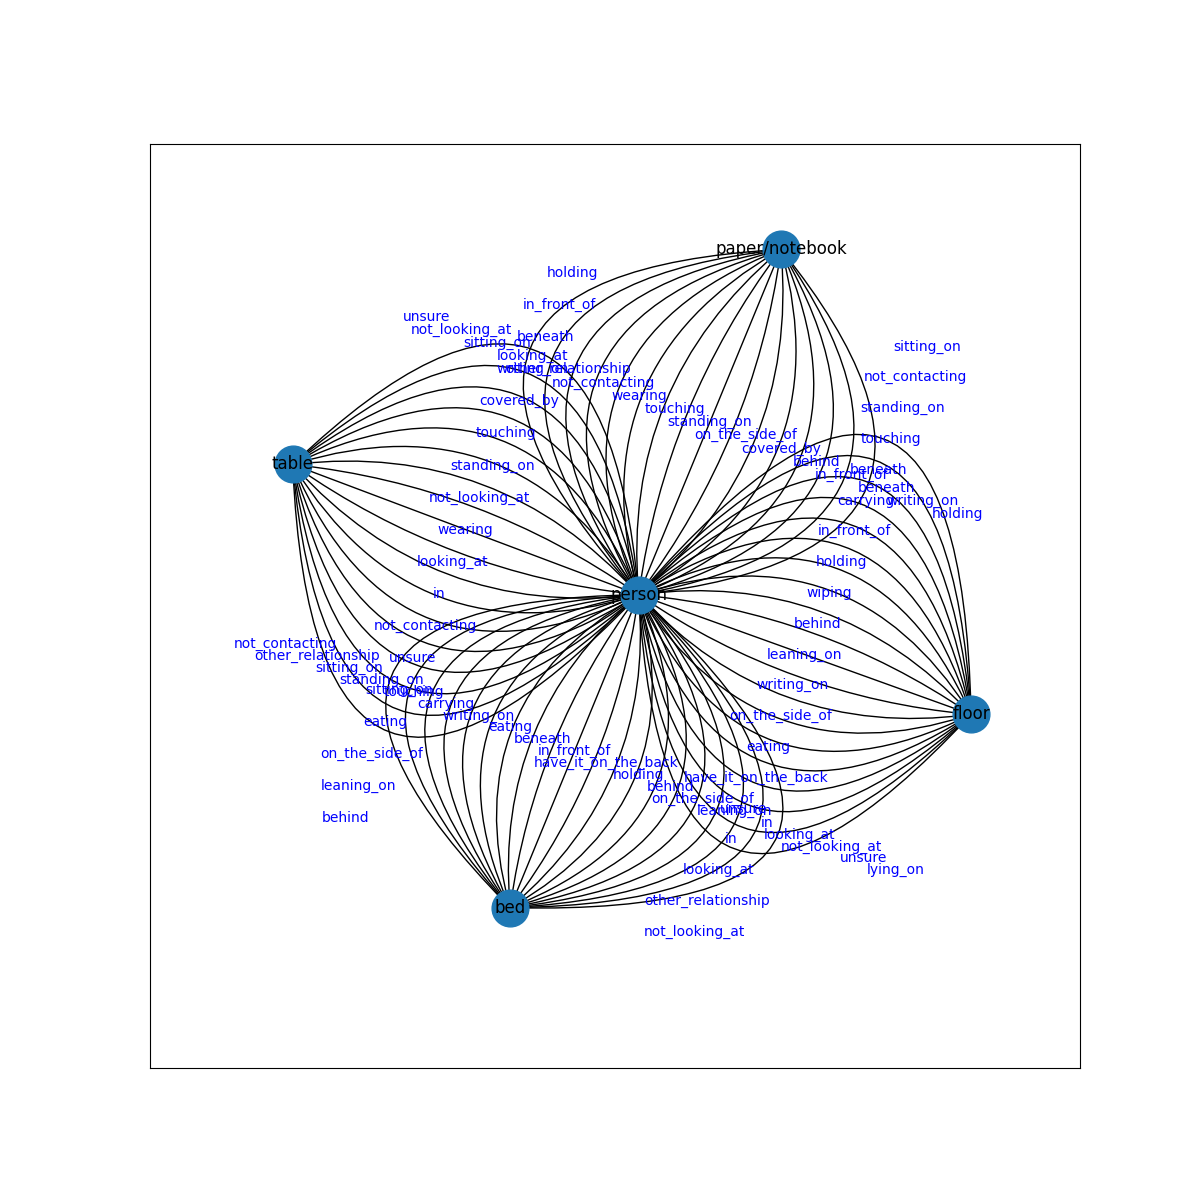 paper/notebook
holding
in_front_of
unsure
not_looking_at
beneath
sitting_on
sitting_on
looking_at
other_relationship
not_contacting
not_contacting
wearing
covered_by
touching
standing_on
standing_on
on_the_side_of
touching
touching
covered_by
behind
table
standing_on
beneath
in_front_of
beneath
not_looking_at
carrying
writing_on
holding
wearing
in_front_of
looking_at
holding
in
person
wiping
not_contacting
behind
not_contacting
other_relationship
unsure
leaning_on
sitting_on
standing_on
writing_on
sitting_on
touching
carrying
writing_on
on_the_side_of
floor
eating
eating
beneath
eating
on_the_side_of
in_front_of
have_it_on_the_back
holding
have_it_on_the_back
leaning_on
behind
on_the_side_of
behind
leaning_on
unsure
in
looking_at
in
not_looking_at
unsure
looking_at
lying_on
other_relationship
bed
not_looking_at